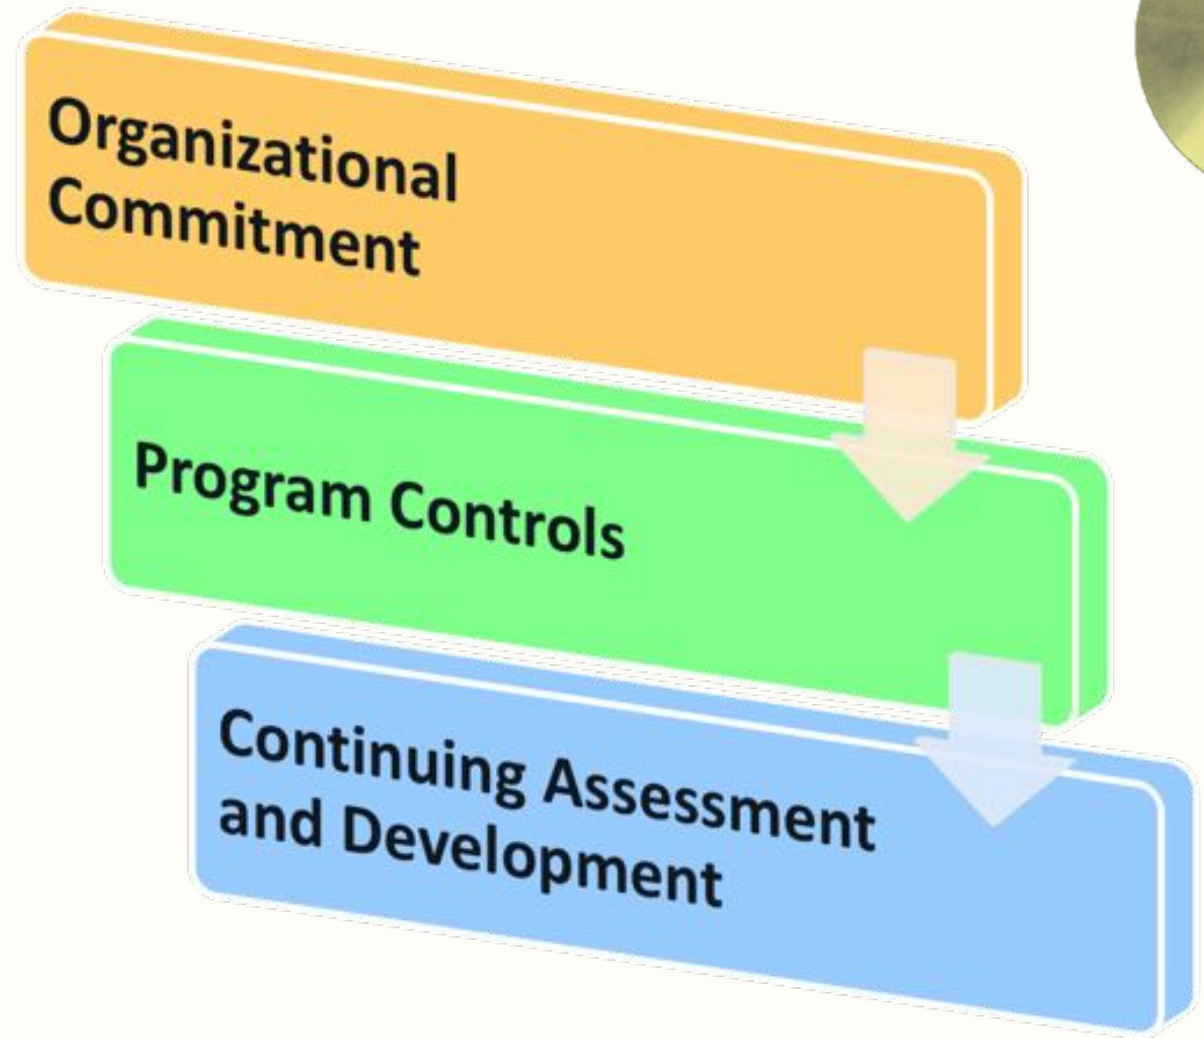 Organizational
Commitment
Program Controls
Continuing Assessment
and Development